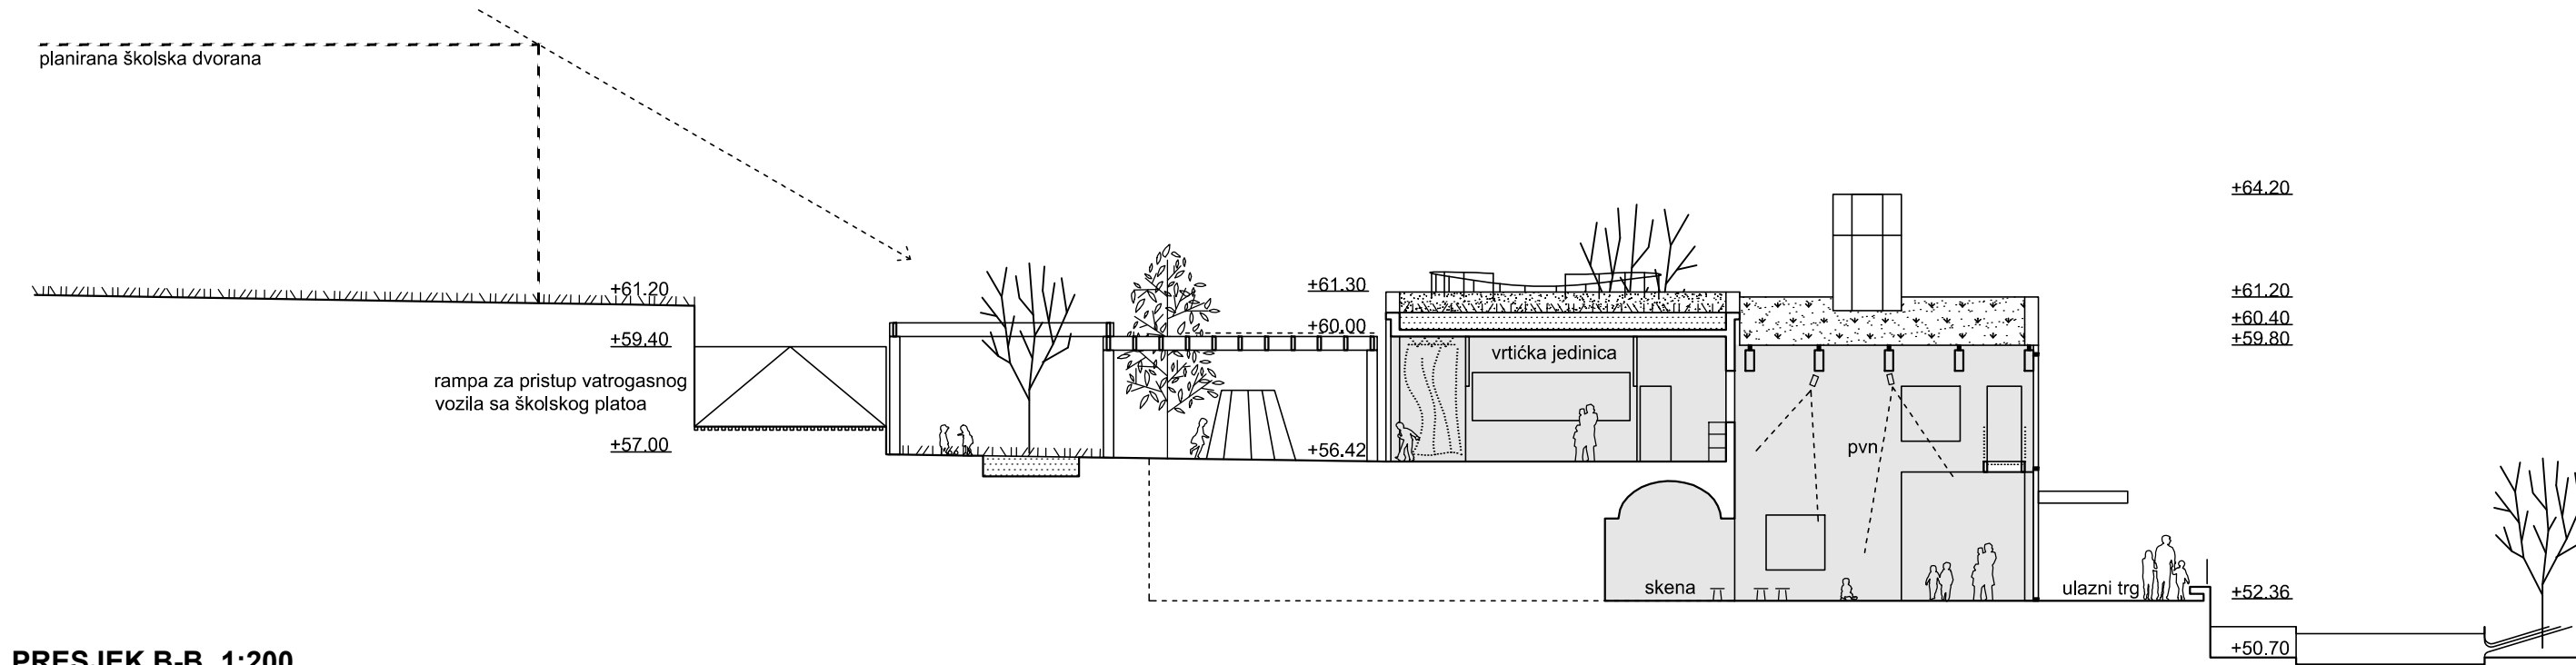 planirana školska dvorana
+64.20
+61.20
+61.30
+61.20
+60.00
+60.40
+59.40
+59.80
vrtićka jedinica
rampa za pristup vatrogasnog
vozila sa školskog platoa
+57.00
+56.42
pvn
skena
ulazni trg
+52.36
+50.70
PRESJEK B-B 1:200